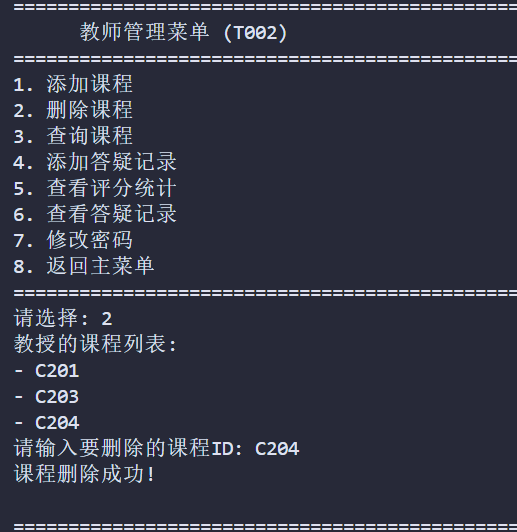 ==============================================
教师管理菜单 (T002)
==============================================
1. 添加课程
2. 删除课程
3. 查询课程
4. 添加答疑记录
5. 查看评分统计
6. 查看答疑记录
7. 修改密码
8. 返回主菜单
==============================================
请选择: 2
教授的课程列表:
- C201
- C203
- C204
请输入要删除的课程ID: C204
课程删除成功!
==============================================